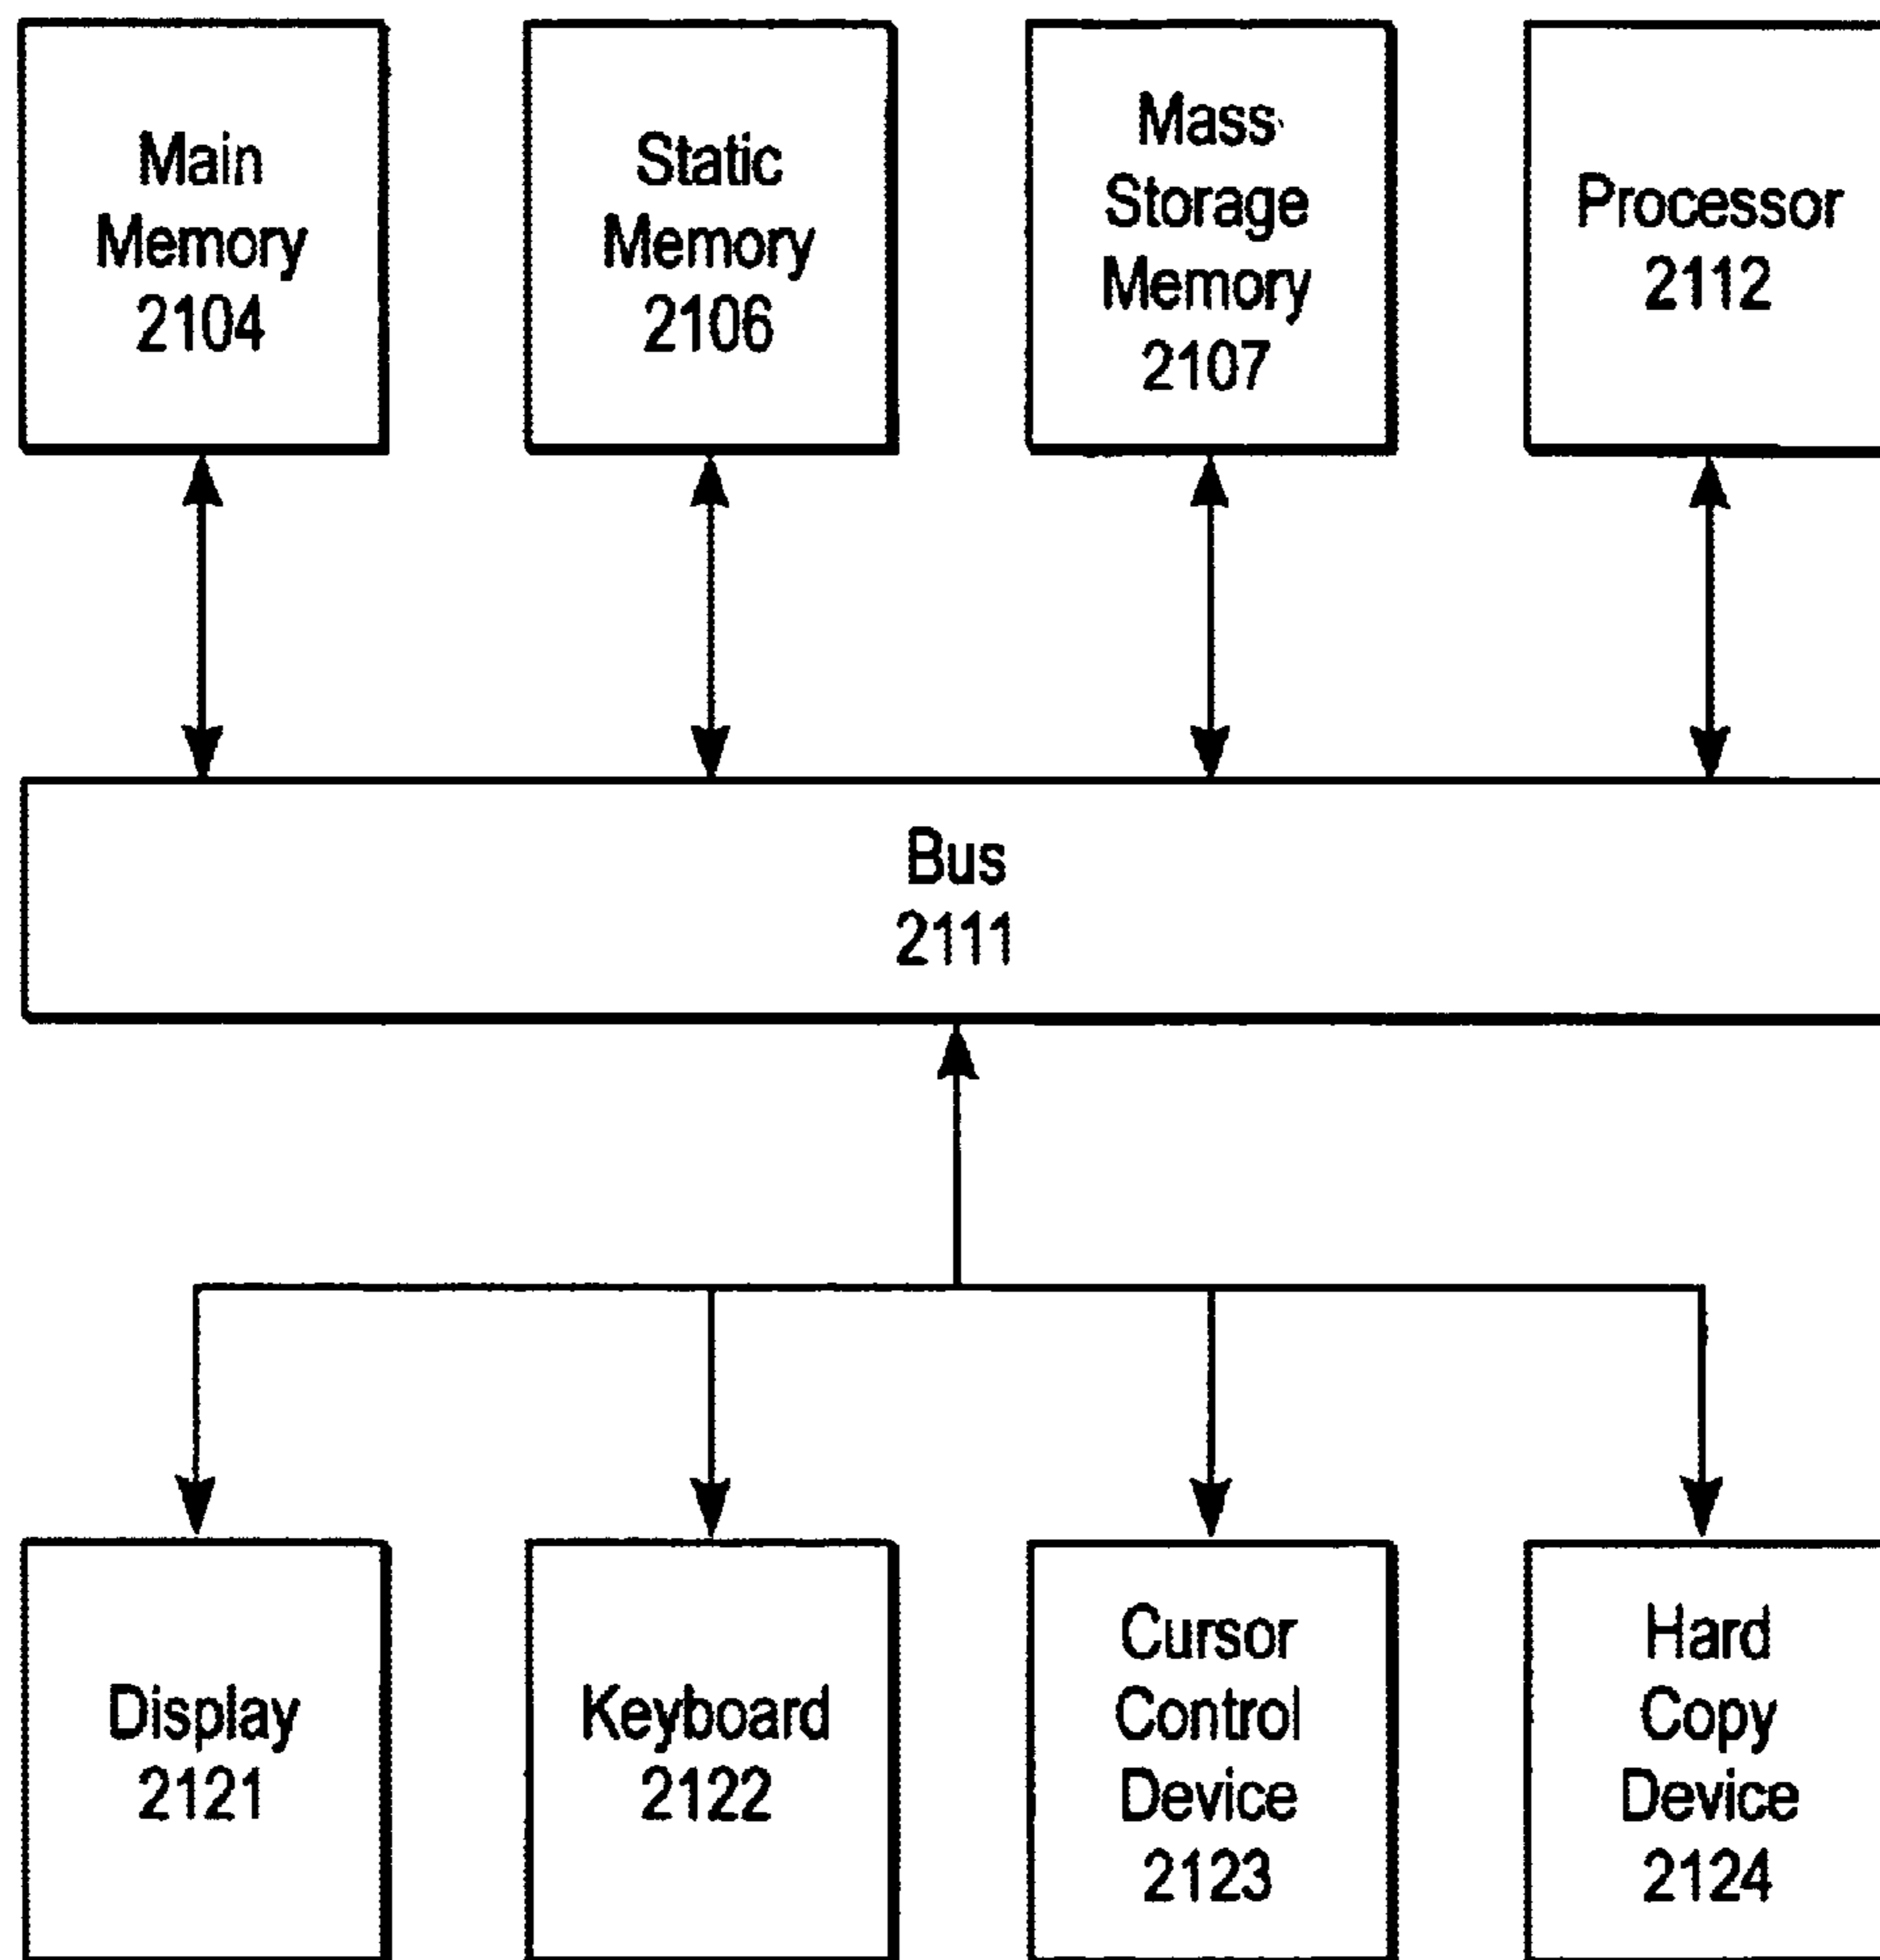 Main
Memory
2104
Static
Memory
2106
Mass
Storage
Memory
2107
Processor
2112
Bus
2111
Display
2121
Keyboard
2122
Cursor
Control
Device
2123
Hard
Copy
Device
2124